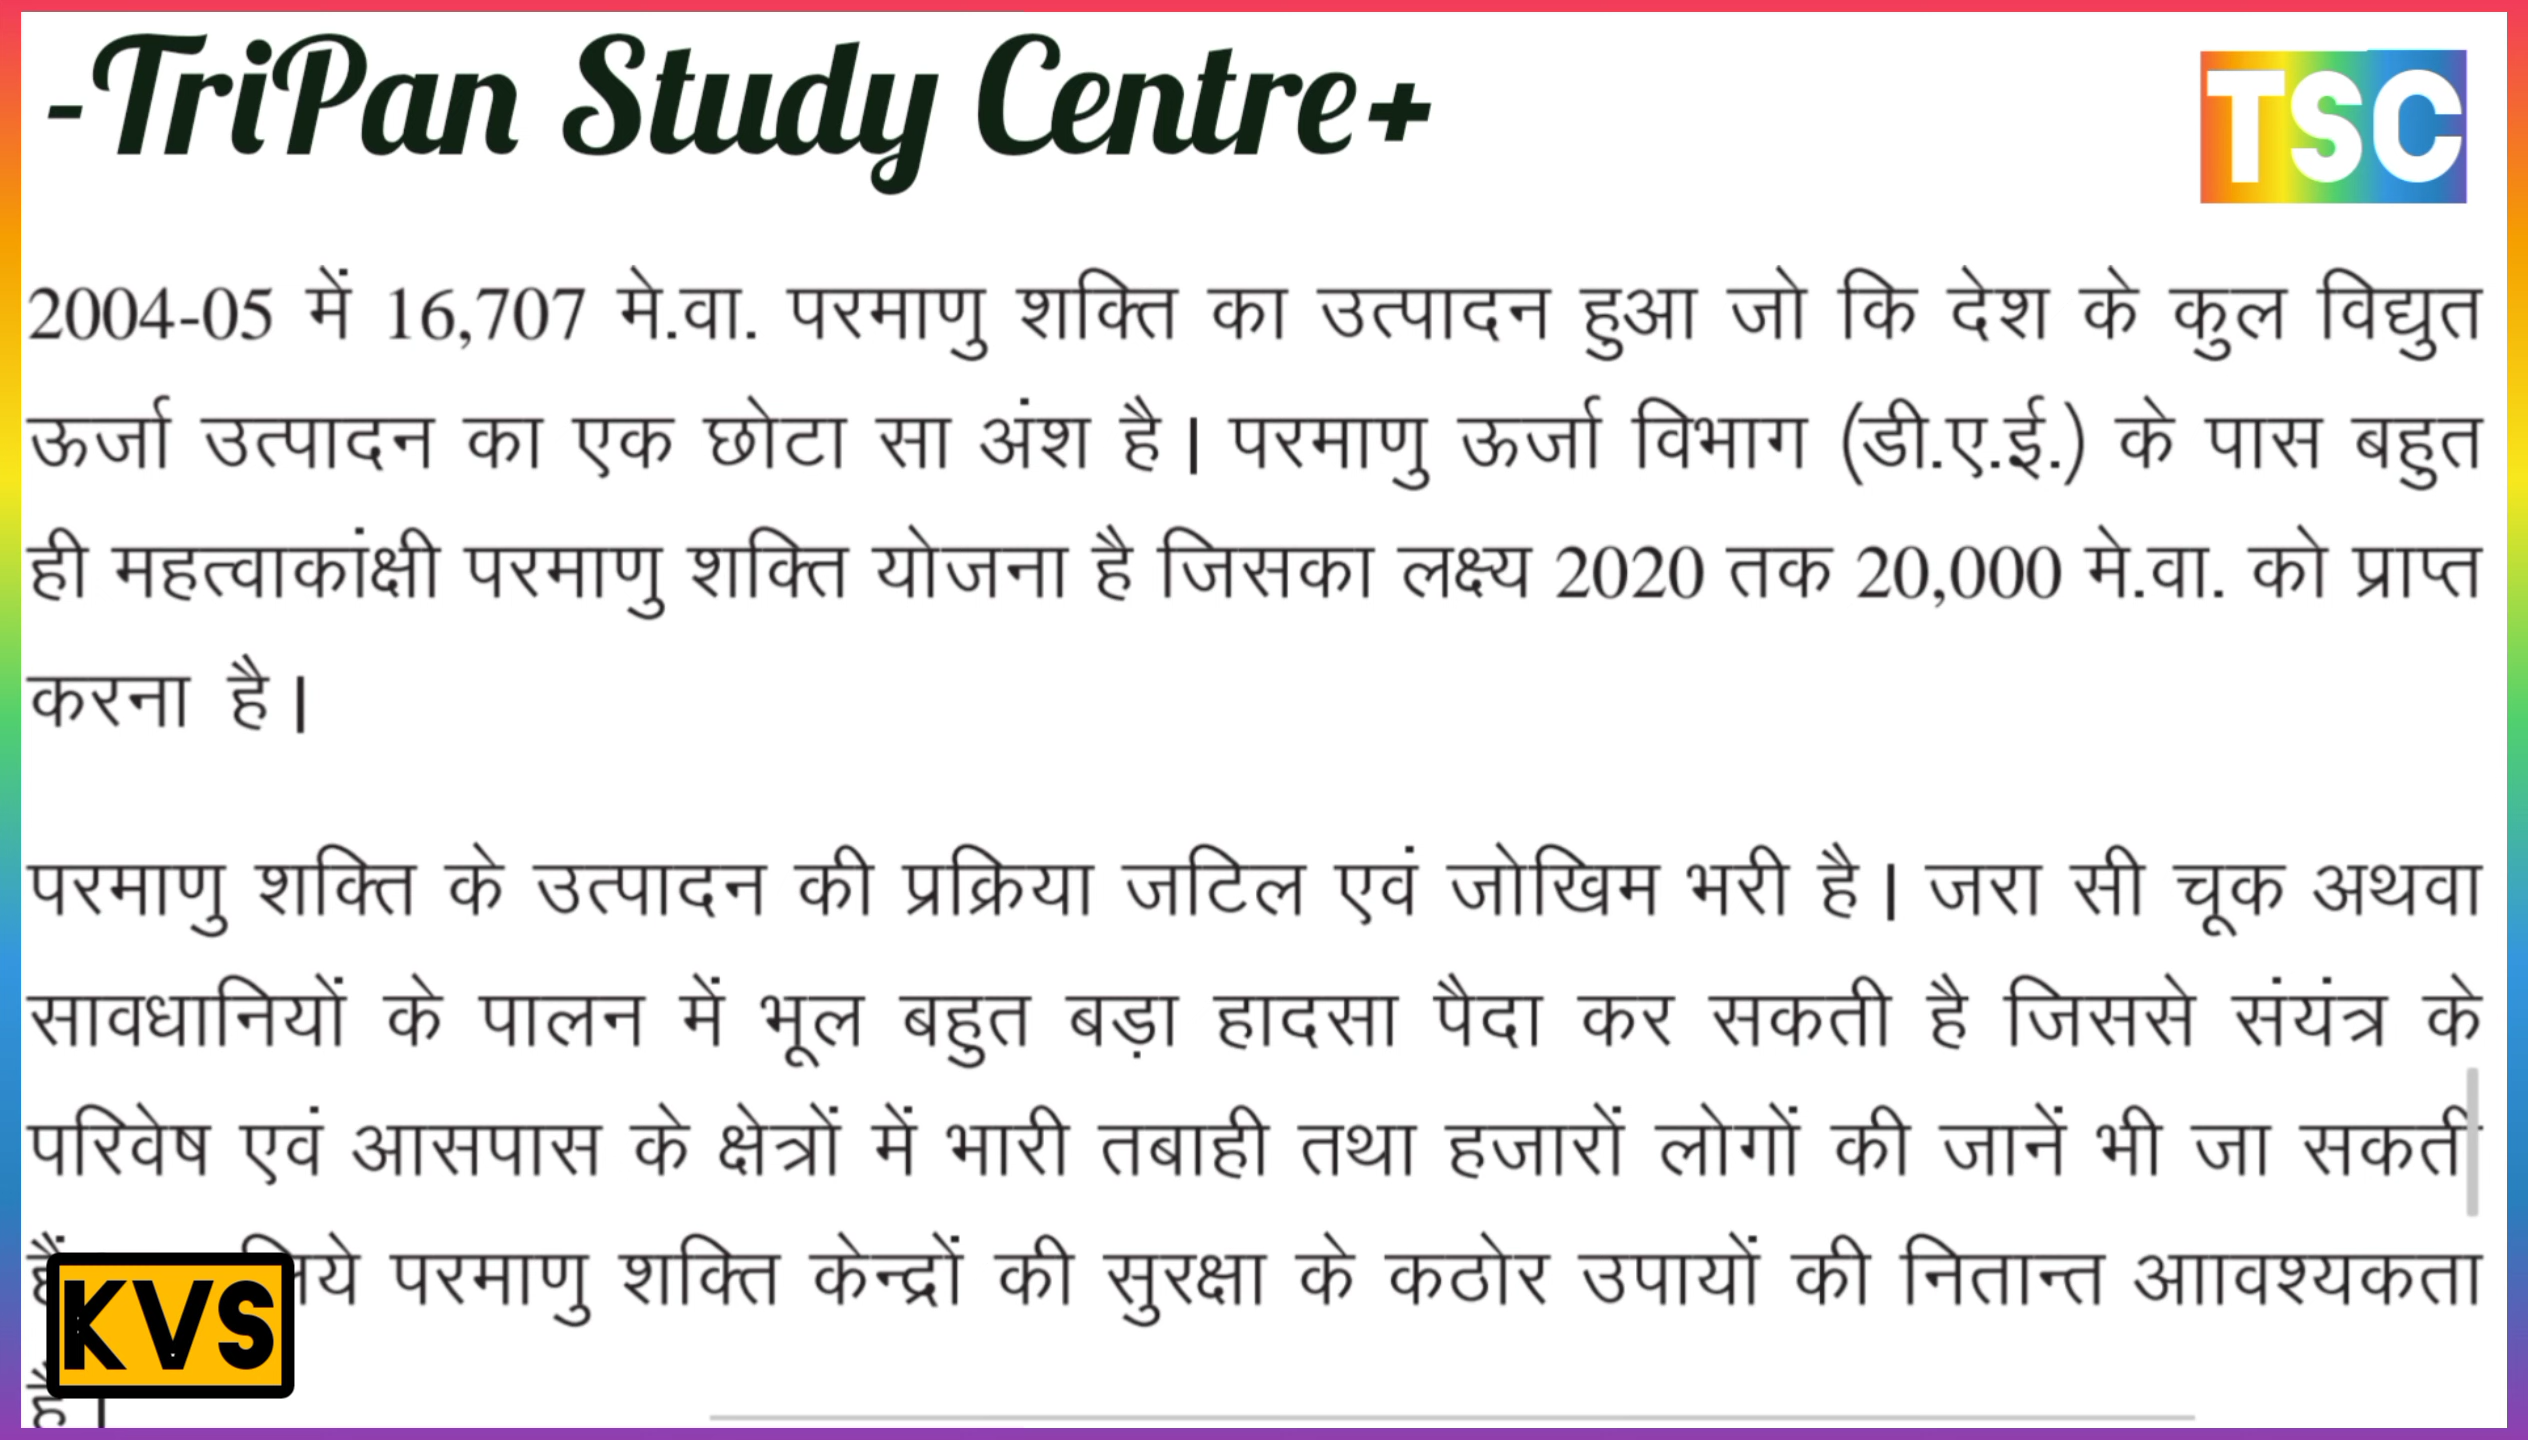 -TriPan Study Centre+
TSC
2004-05 में 16,707 मे.वा. परमाणु शक्ति का उत्पादन हुआ जो कि देश के कुल विद्युत
ऊर्जा उत्पादन का एक छोटा सा अंश है। परमाणु ऊर्जा विभाग (डी.ए.ई.) के पास बहुत
ही महत्वाकांक्षी परमाणु शक्ति योजना है जिसका लक्ष्य 2020 तक 20,000 मे.वा. को प्राप्त
करना है।
परमाणु शक्ति के उत्पादन की प्रक्रिया जटिल एवं जोखिम भरी है। जरा सी चूक अथवा
सावधानियों के पालन में भूल बहुत बड़ा हादसा पैदा कर सकती है जिससे संयंत्र के
परिवेष एवं आसपास के क्षेत्रों में भारी तबाही तथा हजारों लोगों की जानें भी जा सकती
परमाणु शक्ति केन्द्रों की सुरक्षा के कठोर उपायों की नितान्त आावश्यकता
है।
KVS